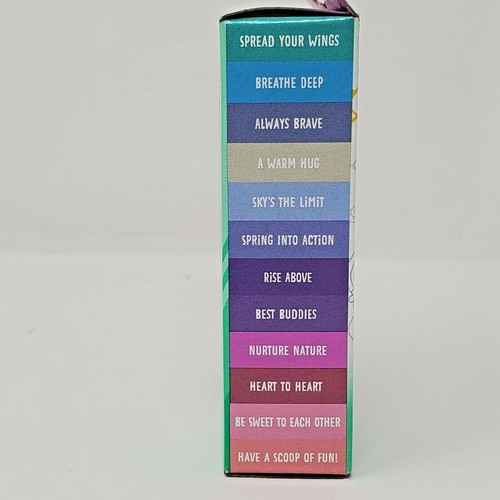 SPREAD YOUR WiNGS
BREATHE DEEP
ALWAYS BRAVE
A WARM HUG
SKY'S THE LiMiT
SPRiNG INTO ACTiON
RiSE ABOVE
BEST BUDDIES
NURTURE NATURE
HEART TO HEART
BE SWEET TO EACH OTHER
HAVE A SCOOP OF FUN!